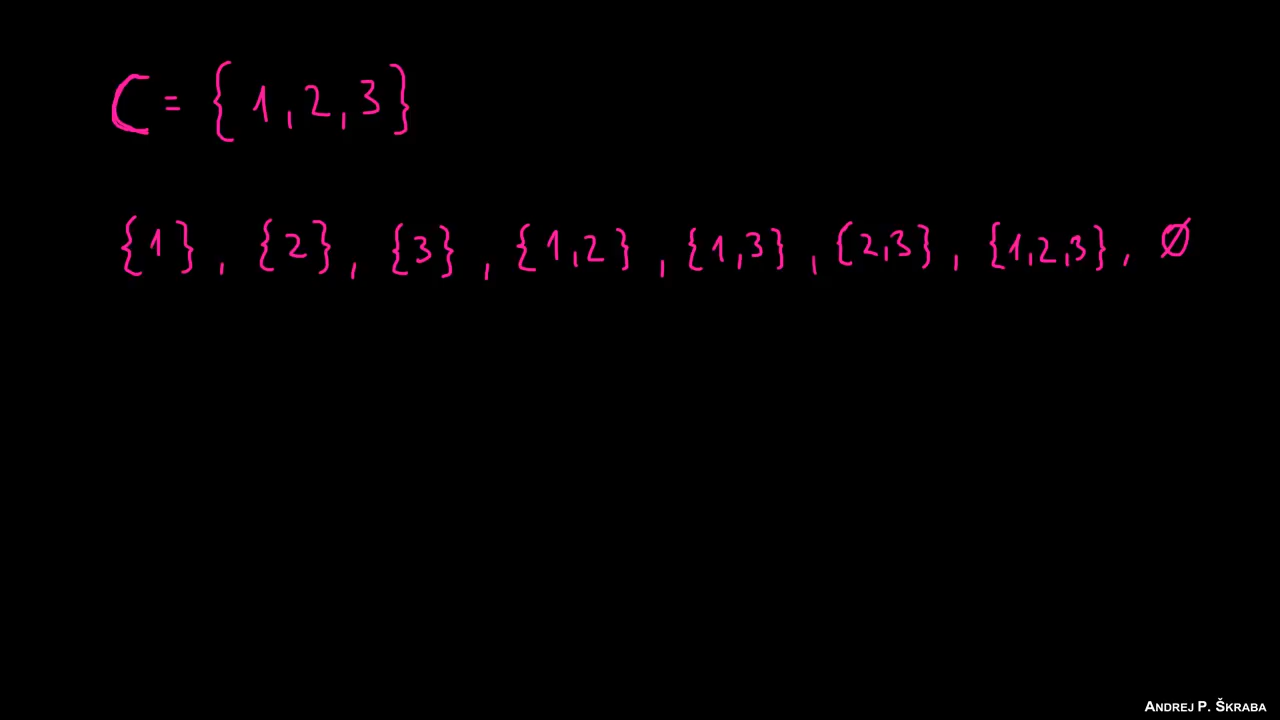 C = { 1, 2, 3 }
{1}, {2}, {3}, {1,2}, {1,3}, {2,3}, {1,2,3}, ∅
ANDREJ P. ŠKRABA